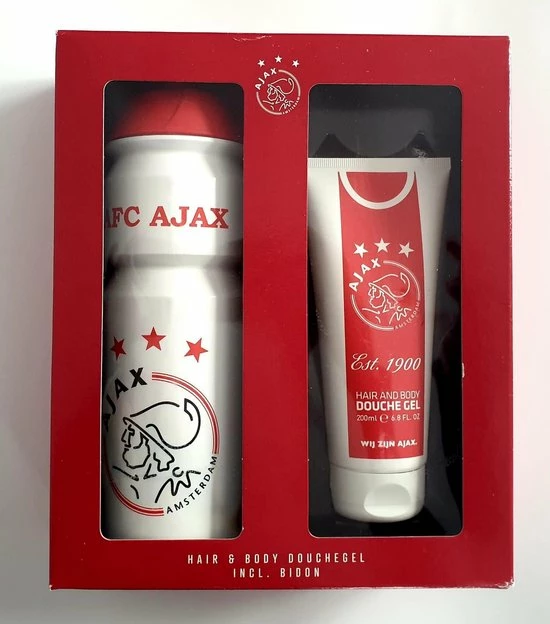 AJAX
AMSTERDAM
AFC AJAX
AJAX
AMSTERDAM
AJAX
AMSTERDAM
Est. 1900
HAIR AND BODY
DOUCHE GEL
200ml e 6.8 FL. OZ
WIJ ZIJN AJAX.
HAIR & BODY DOUCHEGEL
INCL. BIDON